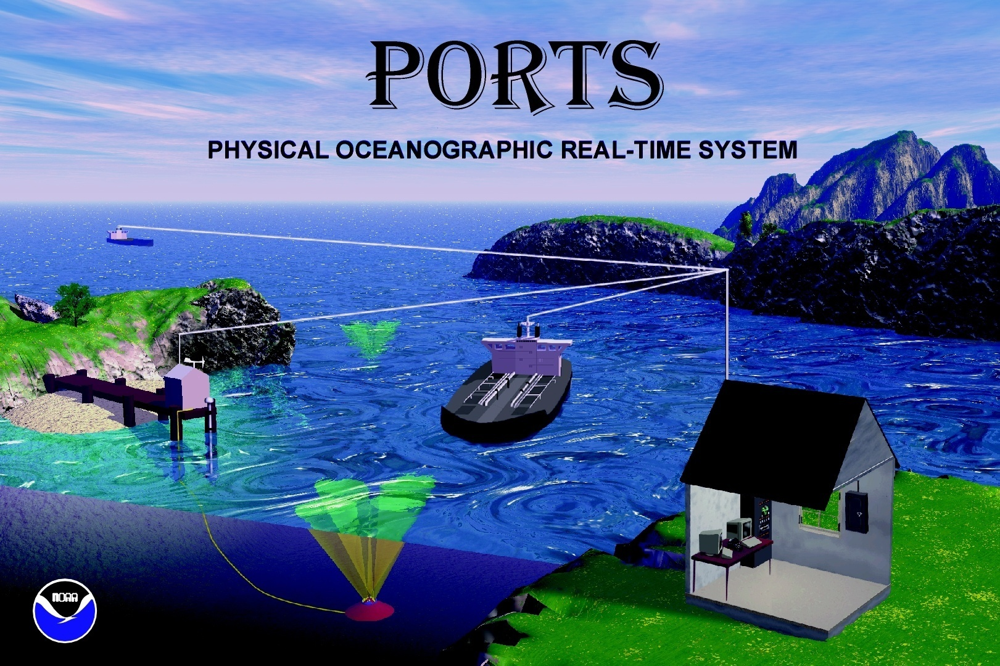 PORTS
PHYSICAL OCEANOGRAPHIC REAL-TIME SYSTEM
NOAA